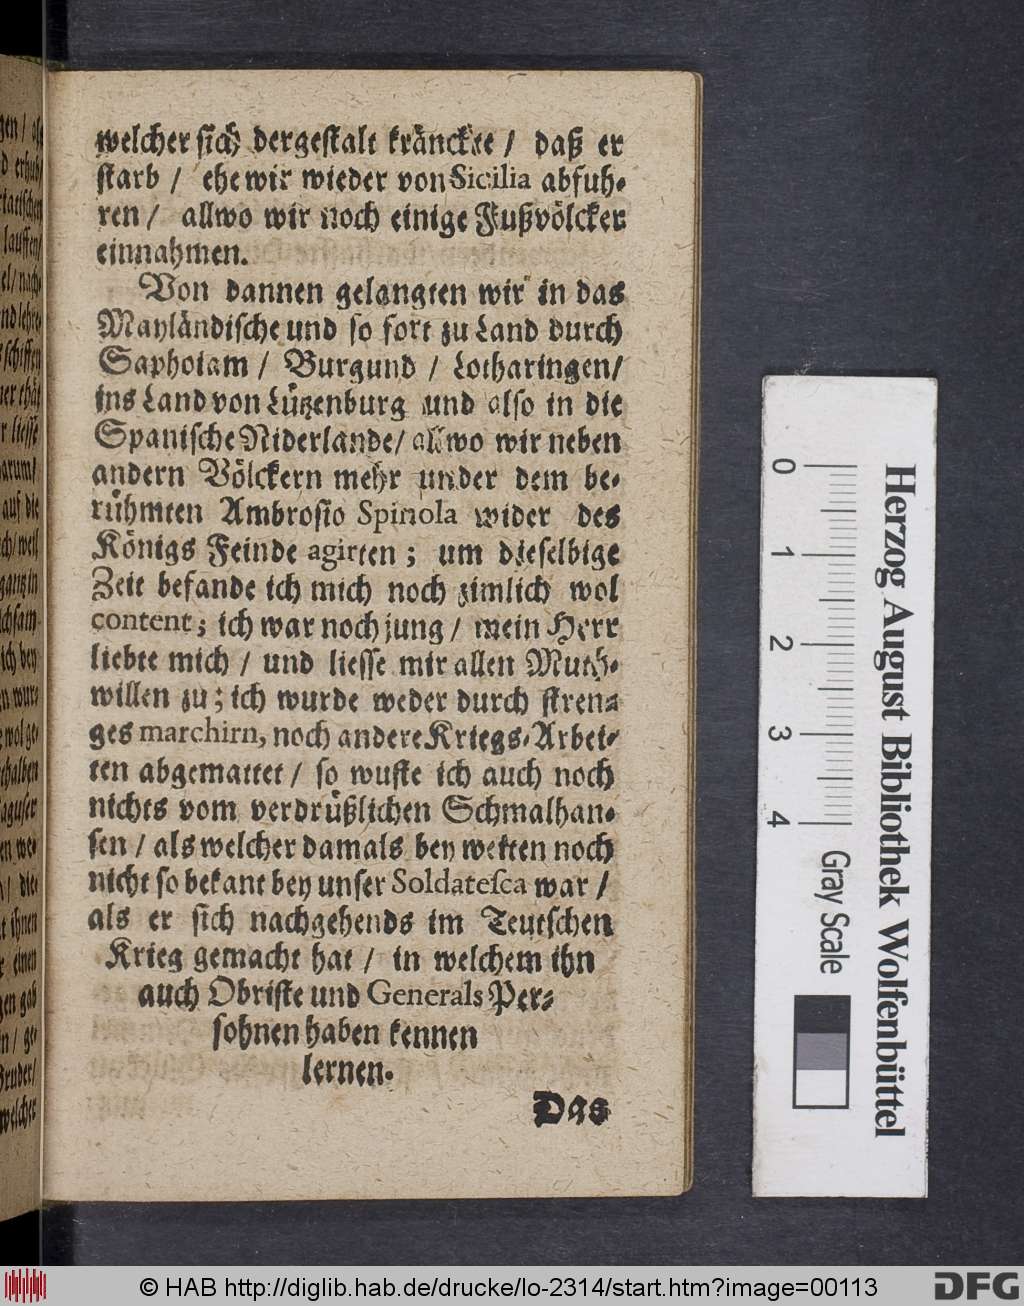 welcher sich dergestalt kränckte / daß er
starb / ehe wir wieder von Sicilia abfuh-
ren / allwo wir noch einige Fußvölcker
einnahmen.
Von dannen gelangten wir in das
Mayländische und so fort zu Land durch
Saphoiam / Burgund / Lotharingen /
ins Land von Lützenburg und also in die
Spanische Niderlande / allwo wir neben
andern Völckern mehr under dem be-
rühmten Ambrosio Spinola wider des
Königs Feinde agirten ; um dieselbige
Zeit befande ich mich noch zimlich wol
content ; ich war noch jung / mein Herr
liebte mich / und liesse mir allen Muth-
willen zu ; ich wurde weder durch stren-
ges marchirn, noch andere Kriegs-Arbei-
ten abgemattet / so wuste ich auch noch
nichts vom verdrüßlichen Schmalhan-
sen / als welcher damals bey weiten noch
nicht so bekant bey unser Soldatesca war /
als er sich nachgehends im Teutschen
Krieg gemacht hat / in welchem ihn
auch Obriste und Generals Per-
sohnen haben kennen
lernen.
Das
Herzog August Bibliothek Wolfenbüttel
0 1 2 3 4
Gray Scale
© HAB http://diglib.hab.de/drucke/lo-2314/start.htm?image=00113
DFG